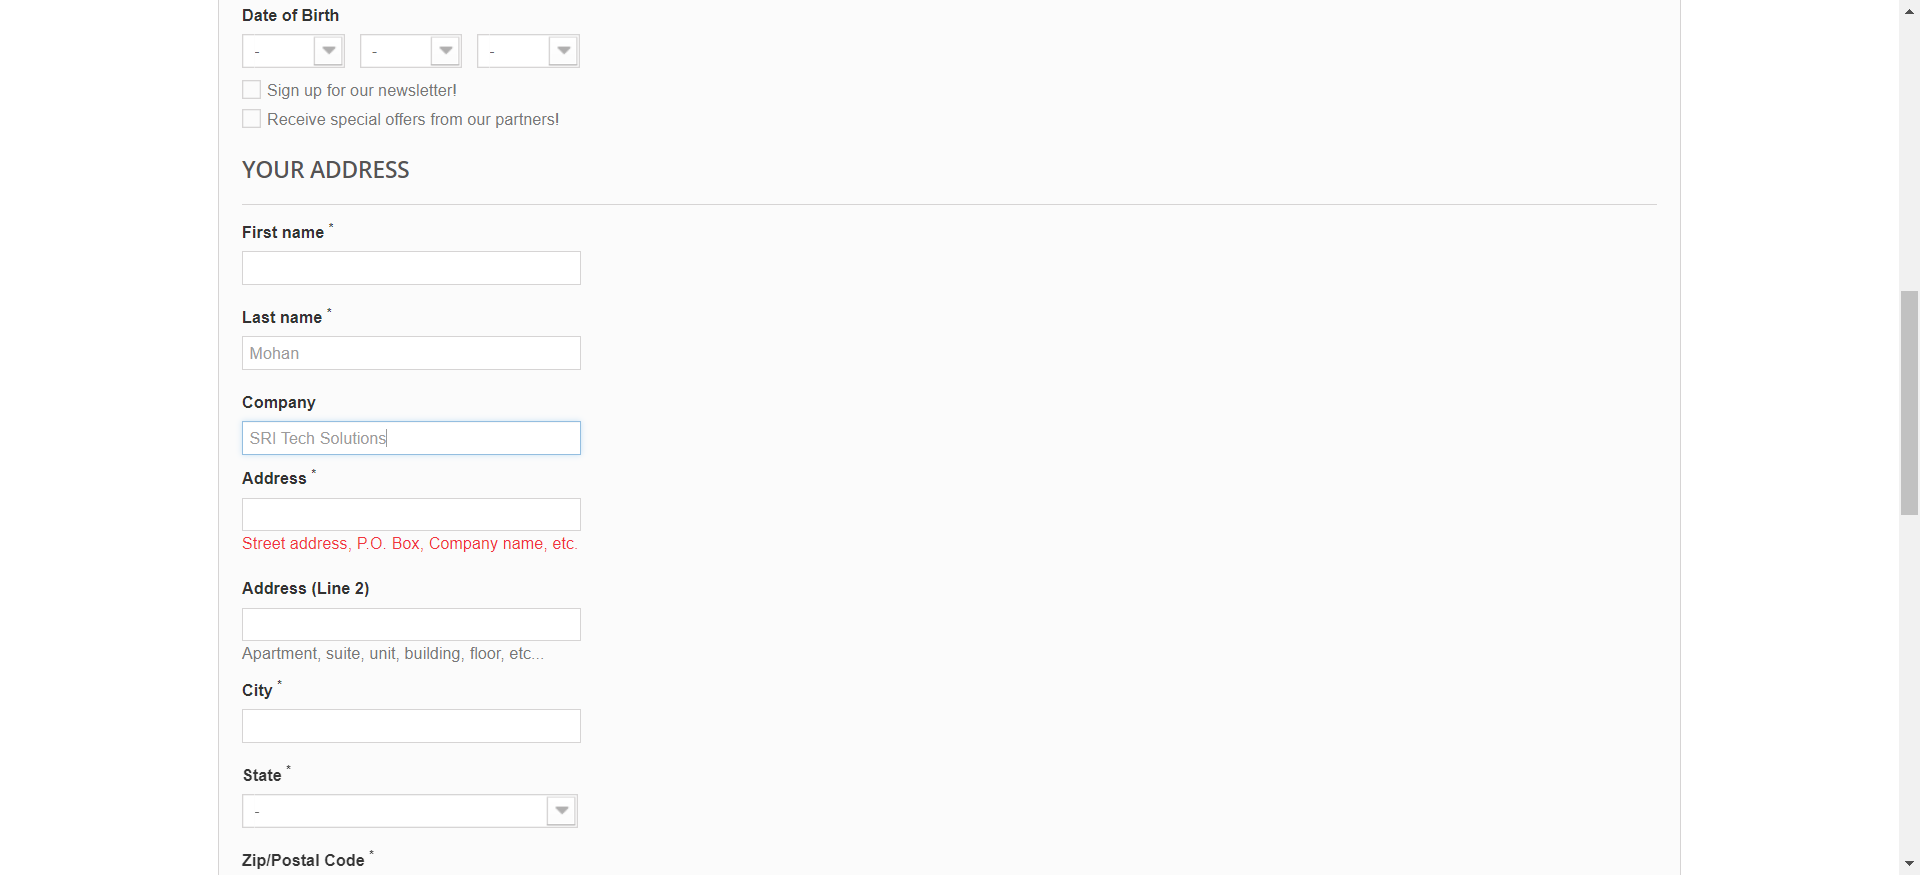 Date of Birth
- - -
Sign up for our newsletter!
Receive special offers from our partners!
YOUR ADDRESS
First name *
Last name *
Mohan
Company
SRI Tech Solutions
Address *
Street address, P.O. Box, Company name, etc.
Address (Line 2)
Apartment, suite, unit, building, floor, etc...
City *
State *
-
Zip/Postal Code *